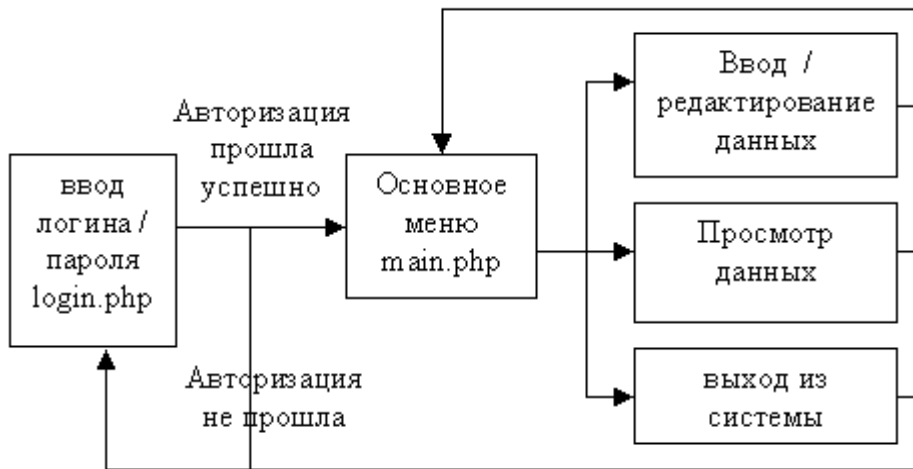 ввод
логина /
пароля
login.php
Авторизация
прошла
успешно
Авторизация
не прошла
Основное
меню
main.php
Ввод /
редактирование
данных
Просмотр
данных
выход из
системы